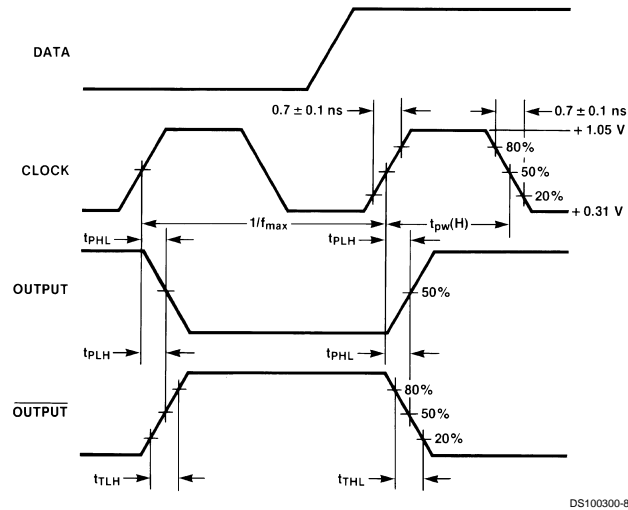 DATA
0.7 ± 0.1 ns
0.7 ± 0.1 ns
+ 1.05 V
80%
CLOCK
50%
20%
+ 0.31 V
1/fmax
tpw(H)
tPHL
tPLH
OUTPUT
50%
tPLH
tPHL
80%
OUTPUT
50%
20%
tTLH
tTHL
DS100300-8